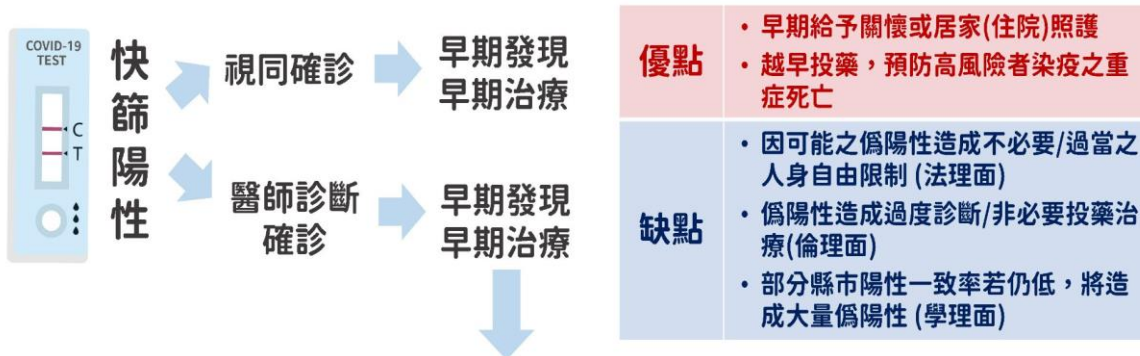 COVID-19
TEST
C
T
快
篩
陽
性
視同確診
早期發現
早期治療
醫師診斷
確診
早期發現
早期治療
優點
• 早期給予關懷或居家(住院)照護
• 越早投藥，預防高風險者染疫之重
症死亡
缺點
• 因可能之偽陽性造成不必要/過當之
人身自由限制 (法理面)
• 偽陽性造成過度診斷/非必要投藥治
療(倫理面)
• 部分縣市陽性一致率若仍低，將造
成大量偽陽性 (學理面)